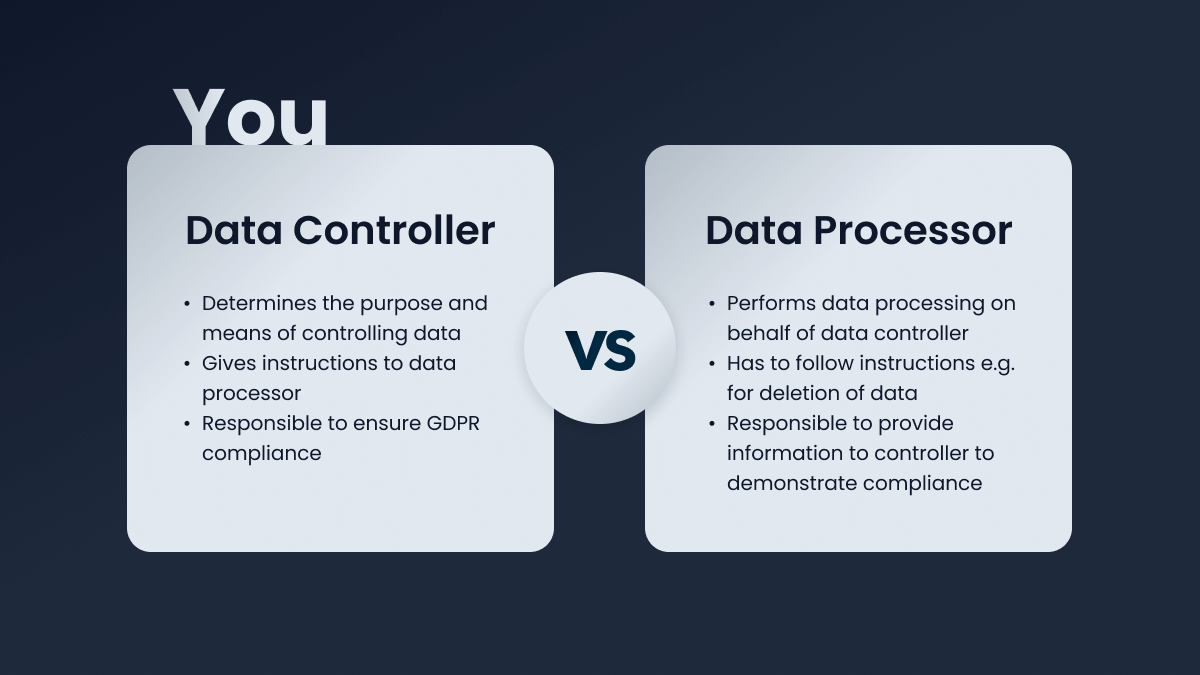 You
Data Controller
• Determines the purpose and
means of controlling data
• Gives instructions to data
processor
• Responsible to ensure GDPR
compliance
VS
Data Processor
• Performs data processing on
behalf of data controller
• Has to follow instructions e.g.
for deletion of data
• Responsible to provide
information to controller to
demonstrate compliance